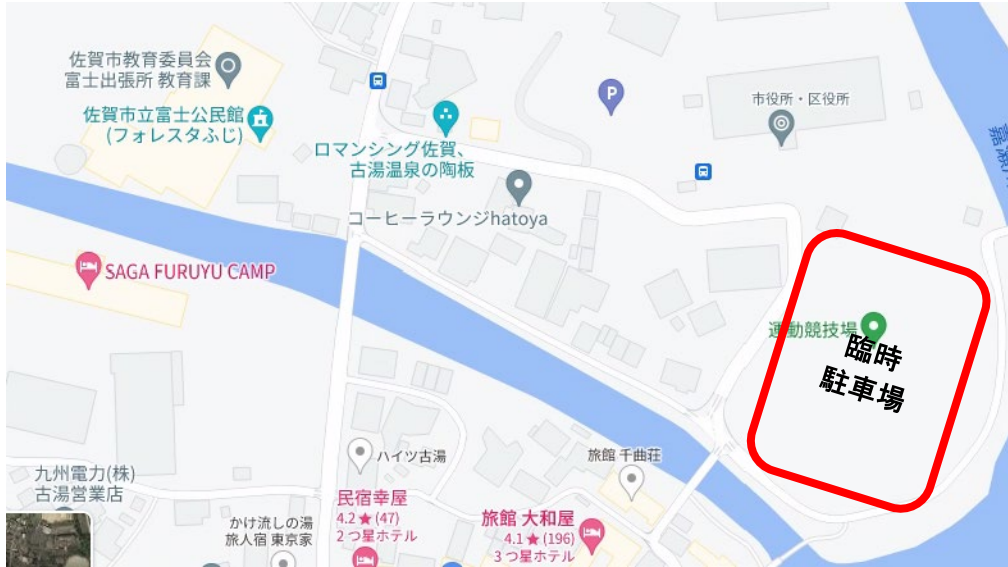 佐賀市教育委員会
富士出張所 教育課
佐賀市立富士公民館
(フォレスタふじ)
ロマンシング佐賀、
古湯温泉の陶板
P
市役所・区役所
嘉瀬川
コーヒーラウンジhatoya
SAGA FURUYU CAMP
運動競技場
臨時
駐車場
ハイツ古湯
旅館 千曲荘
九州電力(株)
古湯営業店
民宿幸屋
4.2★(47)
2つ星ホテル
かけ流しの湯
旅人宿 東京家
旅館 大和屋
4.1★(196)
3つ星ホテル